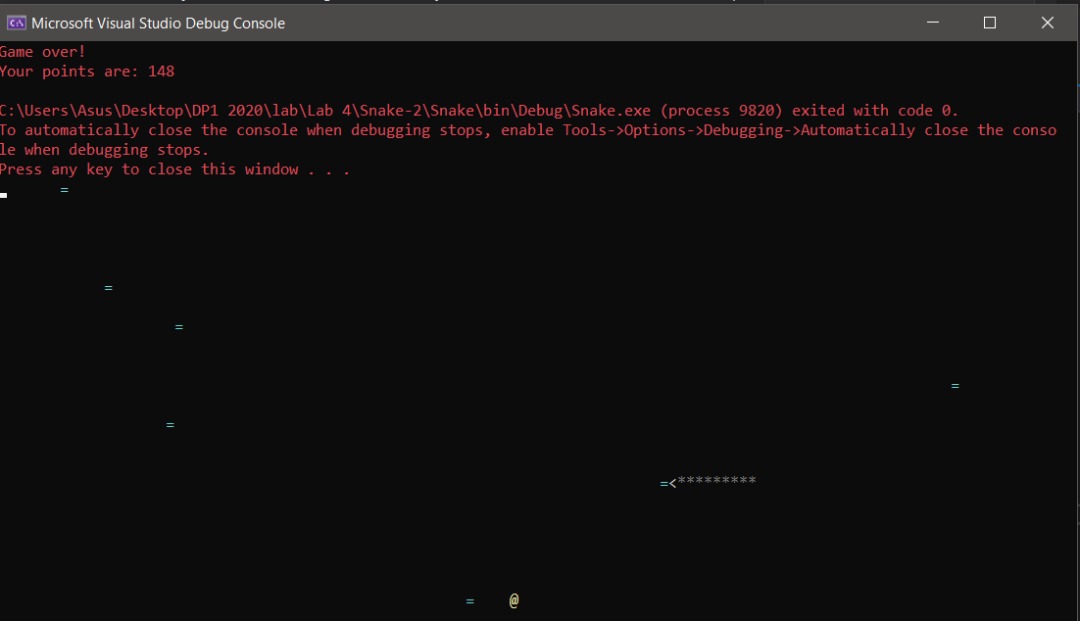 Microsoft Visual Studio Debug Console
Game over!
Your points are: 148
C:\Users\Asus\Desktop\DP1 2020\lab\Lab 4\Snake-2\Snake\bin\Debug\Snake.exe (process 9820) exited with code 0.
To automatically close the console when debugging stops, enable Tools->Options->Debugging->Automatically close the conso
le when debugging stops.
Press any key to close this window . . .
=
=
=
=
=
=<*********
= @